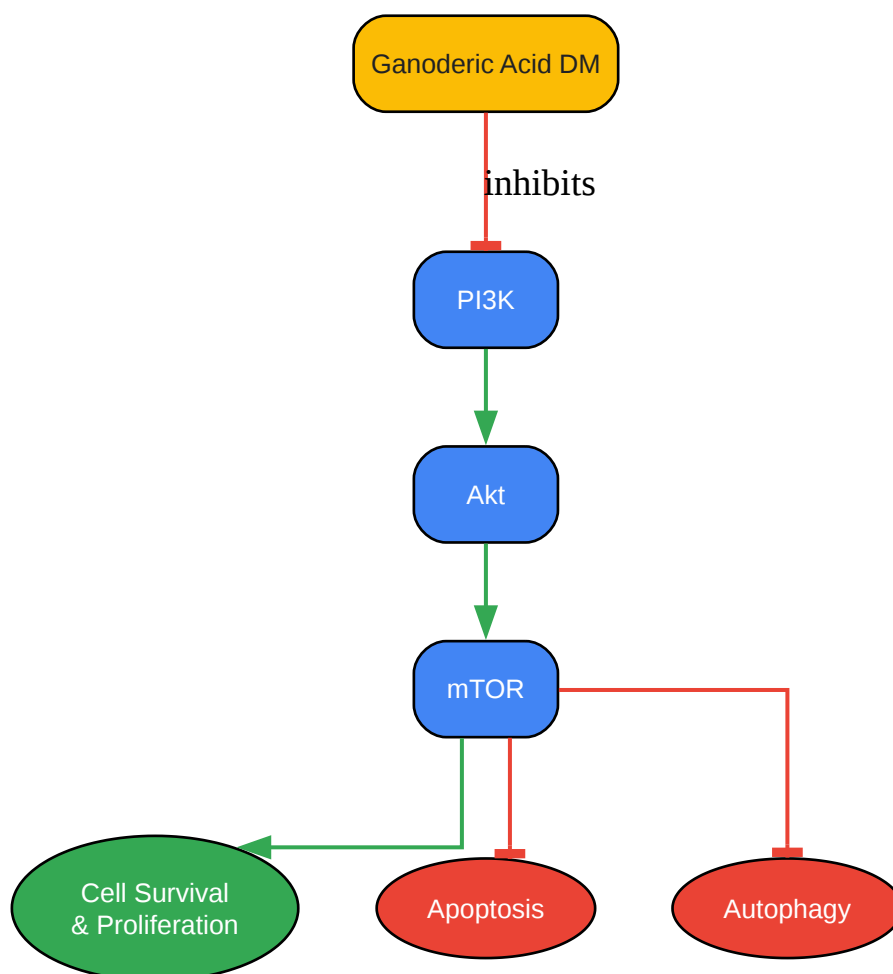 Ganoderic Acid DM
inhibits
PI3K
Akt
mTOR
Cell Survival
& Proliferation
Apoptosis
Autophagy